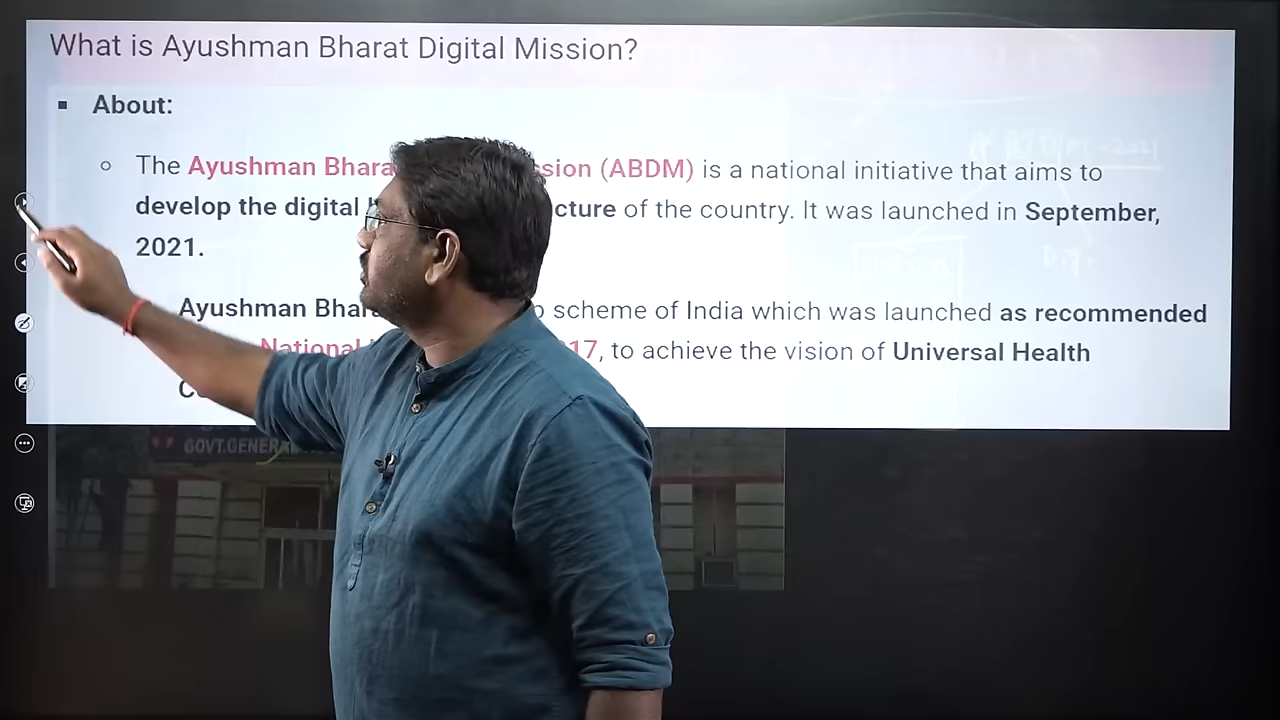 What is Ayushman Bharat Digital Mission?
About:
The Ayushman Bhara ssion (ABDM) is a national initiative that aims to
develop the digital cture of the country. It was launched in September,
2021.
Ayushman Bhara scheme of India which was launched as recommended
National 17, to achieve the vision of Universal Health
GOVT.GENERA